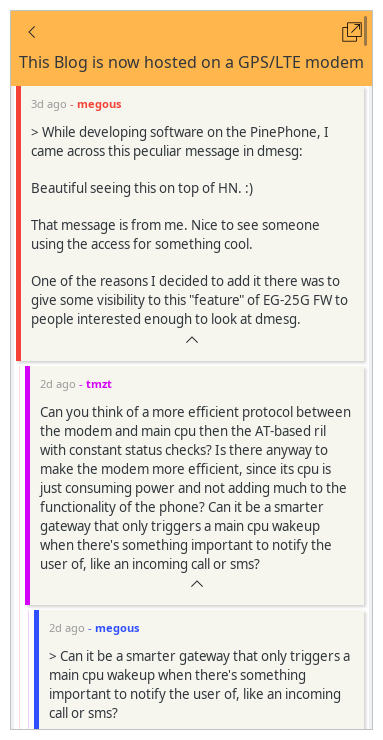 This Blog is now hosted on a GPS/LTE modem
3d ago - megous
> While developing software on the PinePhone, I
came across this peculiar message in dmesg:
Beautiful seeing this on top of HN. :)
That message is from me. Nice to see someone
using the access for something cool.
One of the reasons I decided to add it there was to
give some visibility to this "feature" of EG-25G FW to
people interested enough to look at dmesg.
2d ago - tmzt
Can you think of a more efficient protocol between
the modem and main cpu then the AT-based ril
with constant status checks? Is there anyway to
make the modem more efficient, since its cpu is
just consuming power and not adding much to the
functionality of the phone? Can it be a smarter
gateway that only triggers a main cpu wakeup
when there's something important to notify the
user of, like an incoming call or sms?
2d ago - megous
> Can it be a smarter gateway that only triggers a
main cpu wakeup when there's something
important to notify the user of, like an incoming
call or sms?